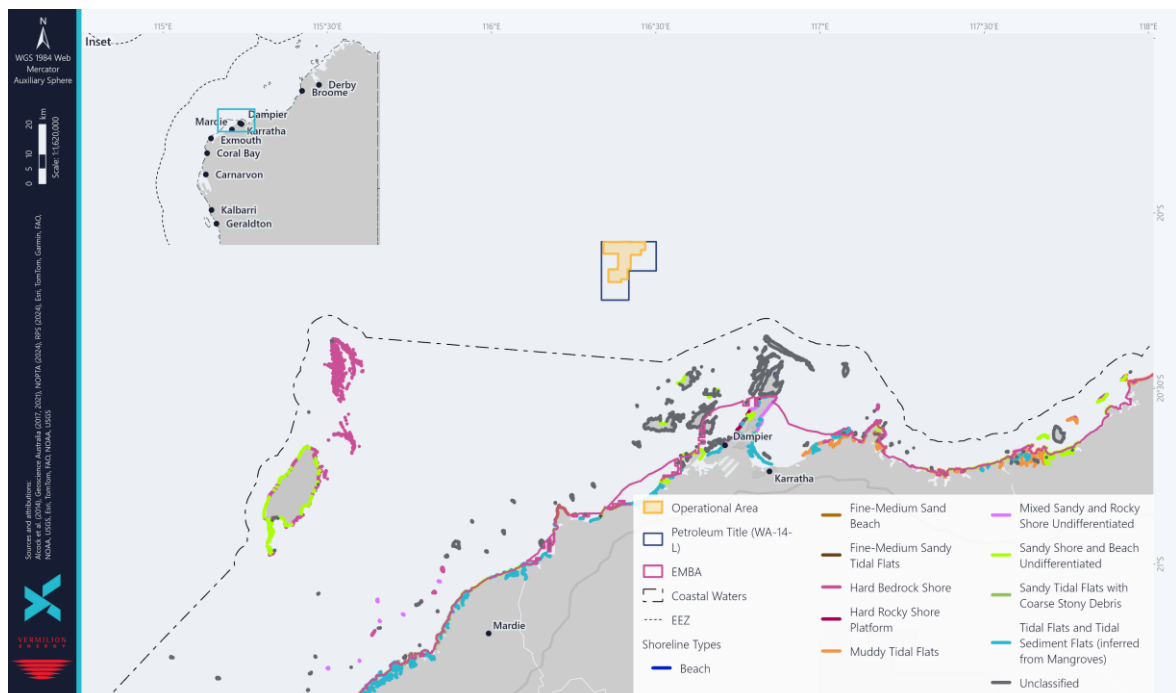 N
WGS 1984 Web
Mercator
Auxiliary Sphere
20
10
0
5
km
Scale: 1:1,620,000
Sources and attributions:
Alcock et al. (2014), Geoscience Australia (2017, 2021), NOPTA (2024), RPS (2024), Esri, TomTom, Garmin, FAO,
NOAA, USGS, Esri, TomTom, FAO, NOAA, USGS
VERMILION
ENERGY
115°E
115°30'E
116°E
116°30'E
117°E
117°30'E
118°E
20°S
20°30'S
21°S
Inset
Derby
Broome
Dampier
Mardie
Karratha
Exmouth
Coral Bay
Carnarvon
Kalbarri
Geraldton
Dampier
Karratha
Mardie
Operational Area
Petroleum Title (WA-14-
L)
EMBA
Coastal Waters
EEZ
Shoreline Types
Beach
Fine-Medium Sand
Beach
Fine-Medium Sandy
Tidal Flats
Hard Bedrock Shore
Hard Rocky Shore
Platform
Muddy Tidal Flats
Mixed Sandy and Rocky
Shore Undifferentiated
Sandy Shore and Beach
Undifferentiated
Sandy Tidal Flats with
Coarse Stony Debris
Tidal Flats and Tidal
Sediment Flats (inferred
from Mangroves)
Unclassified